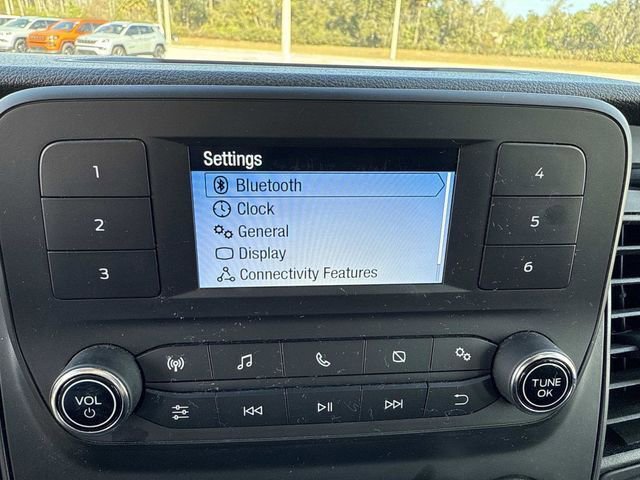 Settings
Bluetooth
Clock
General
Display
Connectivity Features
1
2
3
4
5
6
VOL
TUNE
OK